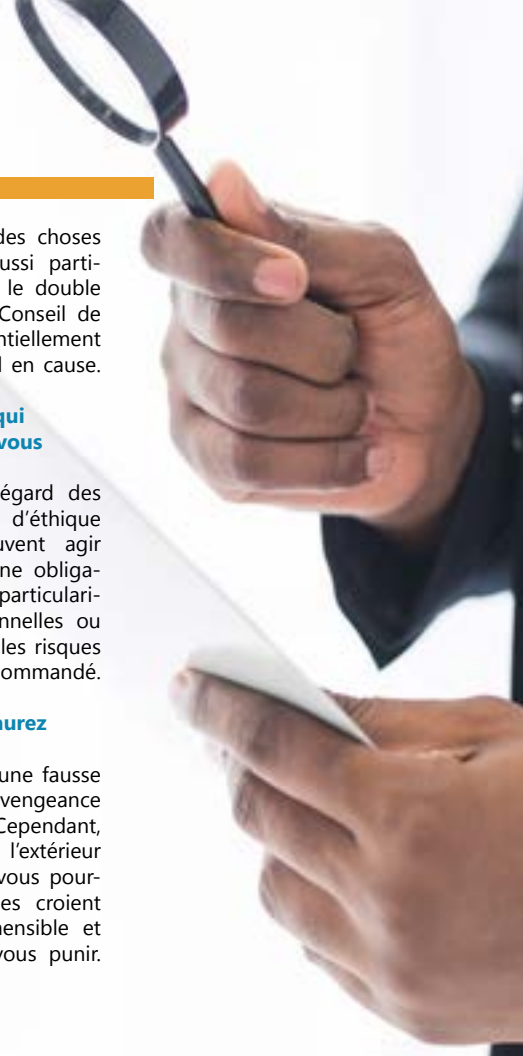 des choses
ussi parti-
le double
Conseil de
ntiellement
en cause.
qui
vous
égard des
d'éthique
uvent agir
ne obliga-
particulari-
nnelles ou
les risques
commandé.
urez
une fausse
vengeance
Cependant,
l'extérieur
vous pour-
es croient
ensible et
vous punir.